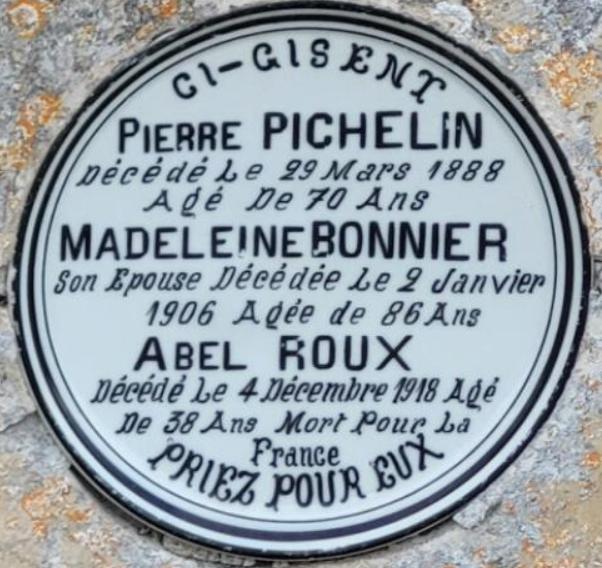 CI-GISENT
PIERRE PICHELIN
Décédé Le 29 Mars 1888
Agé De 70 Ans
MADELEINE BONNIER
Son Epouse Décédée Le 2 Janvier
1906 Agée de 86 Ans
ABEL ROUX
Décédé Le 4 Décembre 1918 Agé
De 38 Ans Mort Pour La
France
PRIEZ POUR EUX